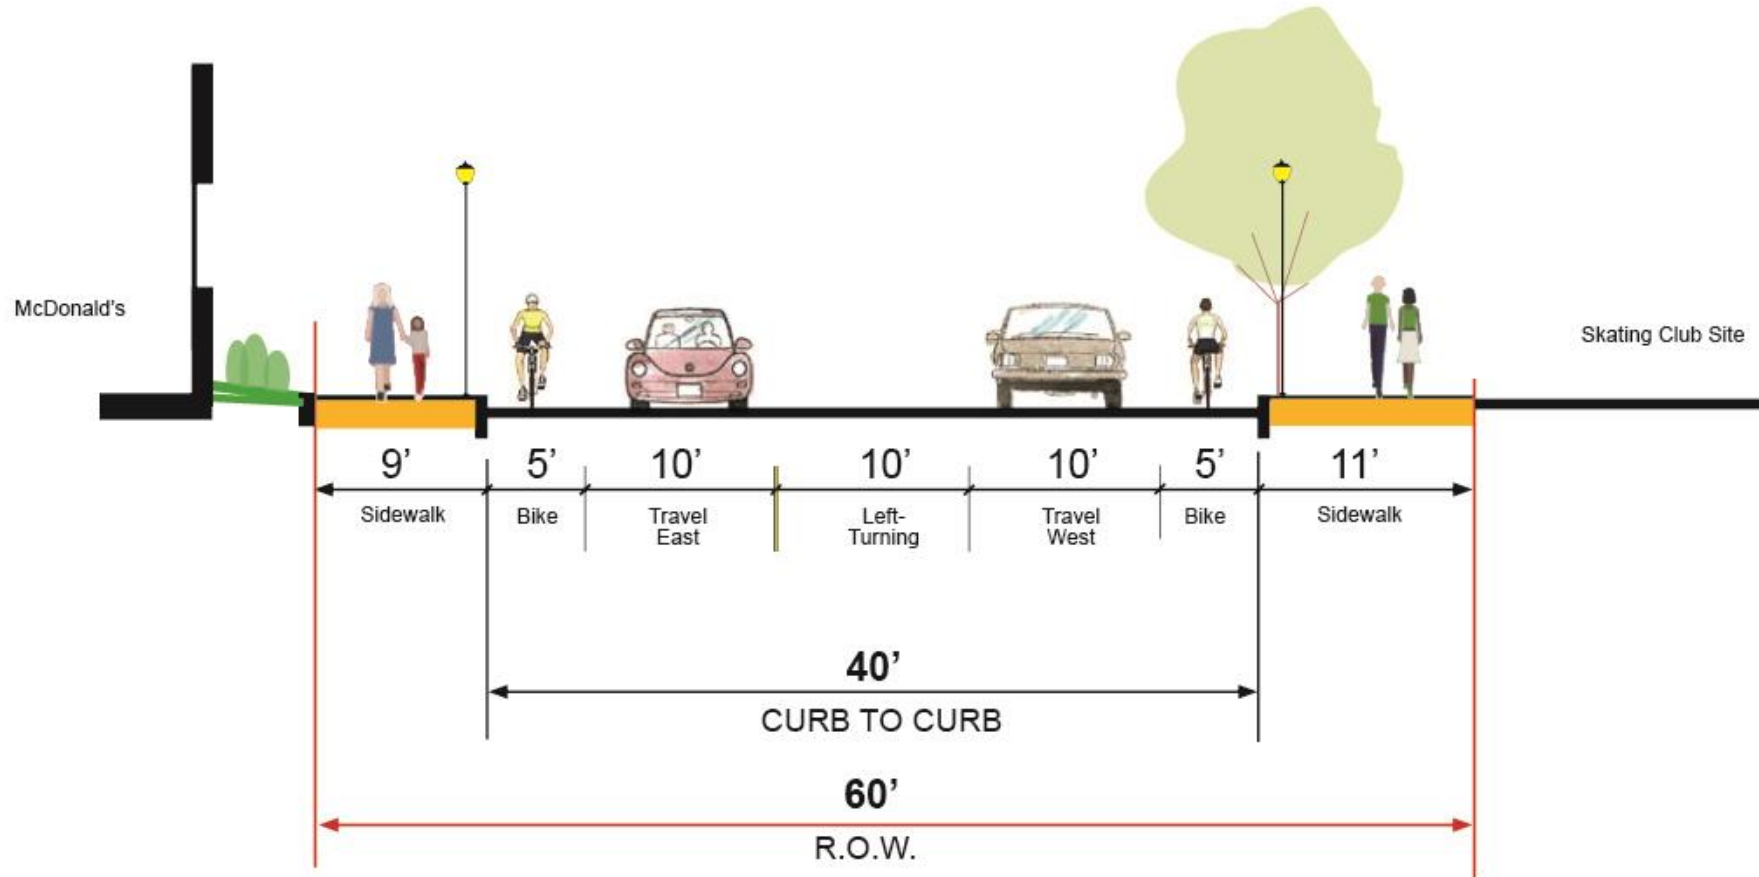 McDonald's
Skating Club Site
9’ 5’ 10’ 10’ 10’ 5’ 11’
Sidewalk Bike Travel Left- Travel Bike Sidewalk
East Turning West
40’
CURB TO CURB
60’
R.O.W.